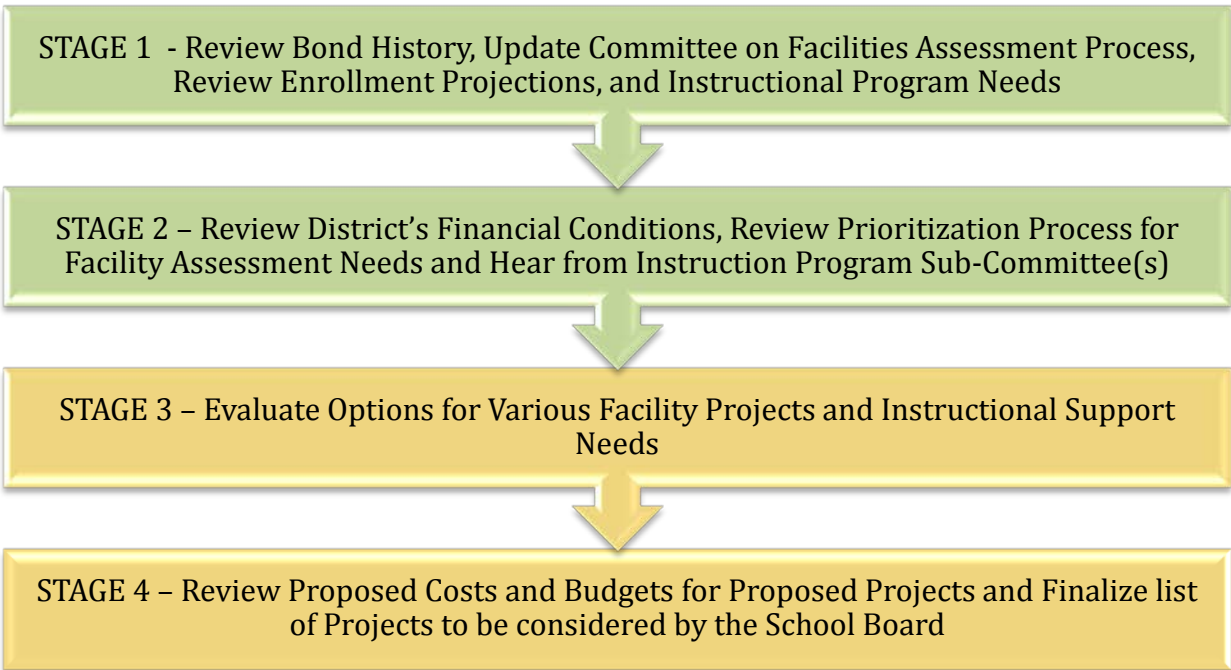 STAGE 1  - Review Bond History, Update Committee on Facilities Assessment Process,
Review Enrollment Projections, and Instructional Program Needs
STAGE 2 – Review District’s Financial Conditions, Review Prioritization Process for
Facility Assessment Needs and Hear from Instruction Program Sub-Committee(s)
STAGE 3 – Evaluate Options for Various Facility Projects and Instructional Support
Needs
STAGE 4 – Review Proposed Costs and Budgets for Proposed Projects and Finalize list
of Projects to be considered by the School Board